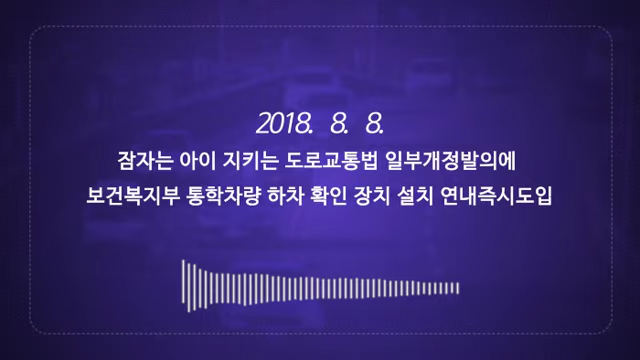 2018. 8. 8.
잠자는 아이 지키는 도로교통법 일부개정발의에
보건복지부 통학차량 하차 확인 장치 설치 연내즉시도입